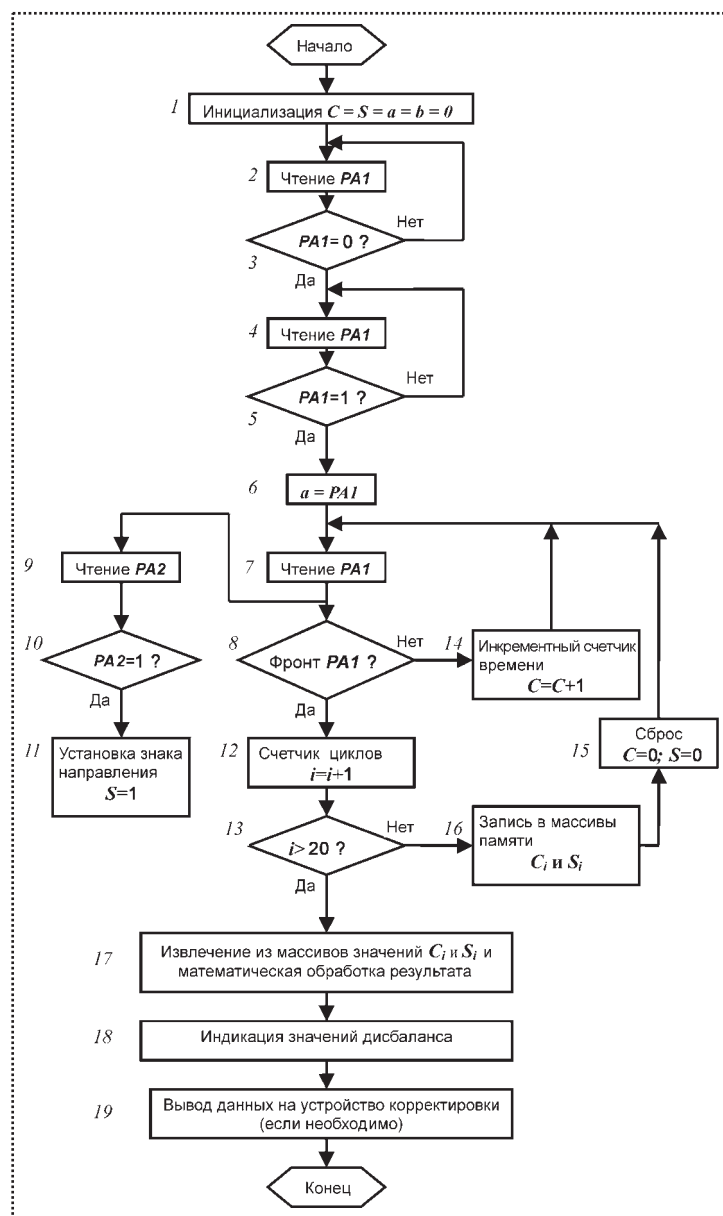 Начало
1
Инициализация C = S = a = b = 0
2
Чтение PA1
Нет
PA1=0 ?
3
Да
4
Чтение PA1
Нет
PA1=1 ?
5
Да
6
a = PA1
9
Чтение PA2
7
Чтение PA1
10
PA2=1 ?
Да
8
Фронт PA1 ?
Нет
Да
14
Инкрементный счетчик
времени
C=C+1
11
Установка знака
направления
S=1
12
Счетчик циклов
i=i+1
15
Сброс
C=0; S=0
13
i> 20 ?
Нет
Да
16
Запись в массивы
памяти
Ci и Si
17
Извлечение из массивов значений Ci и Si и
математическая обработка результата
18
Индикация значений дисбаланса
19
Вывод данных на устройство корректировки
(если необходимо)
Конец